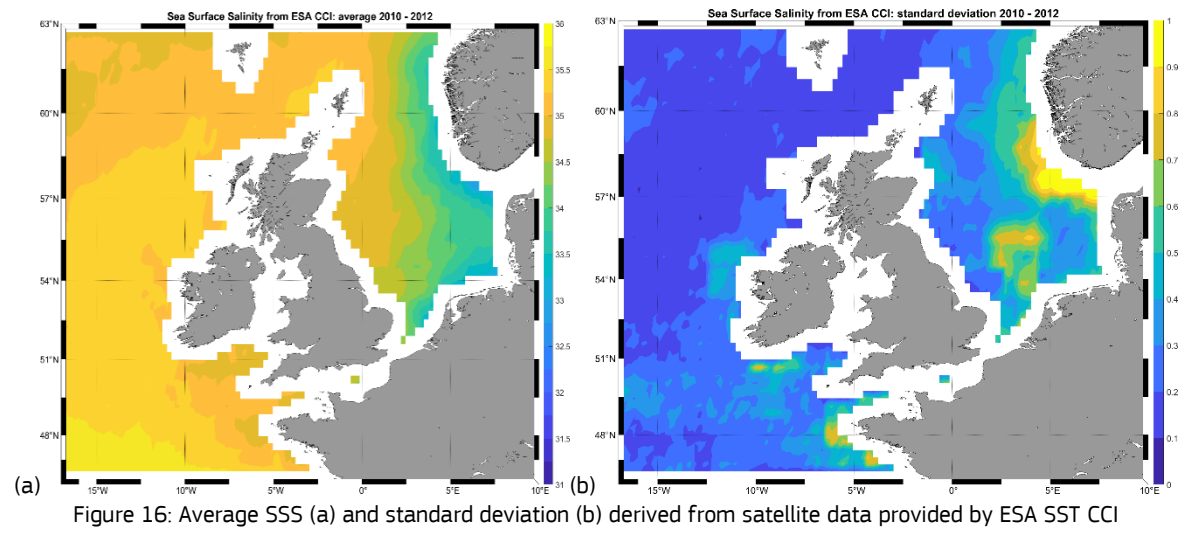 Sea Surface Salinity from ESA CCI: average 2010 - 2012
63°N
60°N
57°N
54°N
51°N
48°N
15°W
10°W
5°W
0°
5°E
10°E
36
35.5
35
34.5
34
33.5
33
32.5
32
31.5
31
(a)
Sea Surface Salinity from ESA CCI: standard deviation 2010 - 2012
63°N
60°N
57°N
54°N
51°N
48°N
15°W
10°W
5°W
0°
5°E
10°E
1
0.9
0.8
0.7
0.6
0.5
0.4
0.3
0.2
0.1
0
(b)
Figure 16: Average SSS (a) and standard deviation (b) derived from satellite data provided by ESA SST CCI